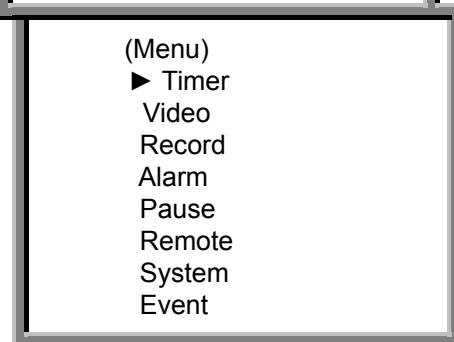 (Menu)
► Timer
Video
Record
Alarm
Pause
Remote
System
Event